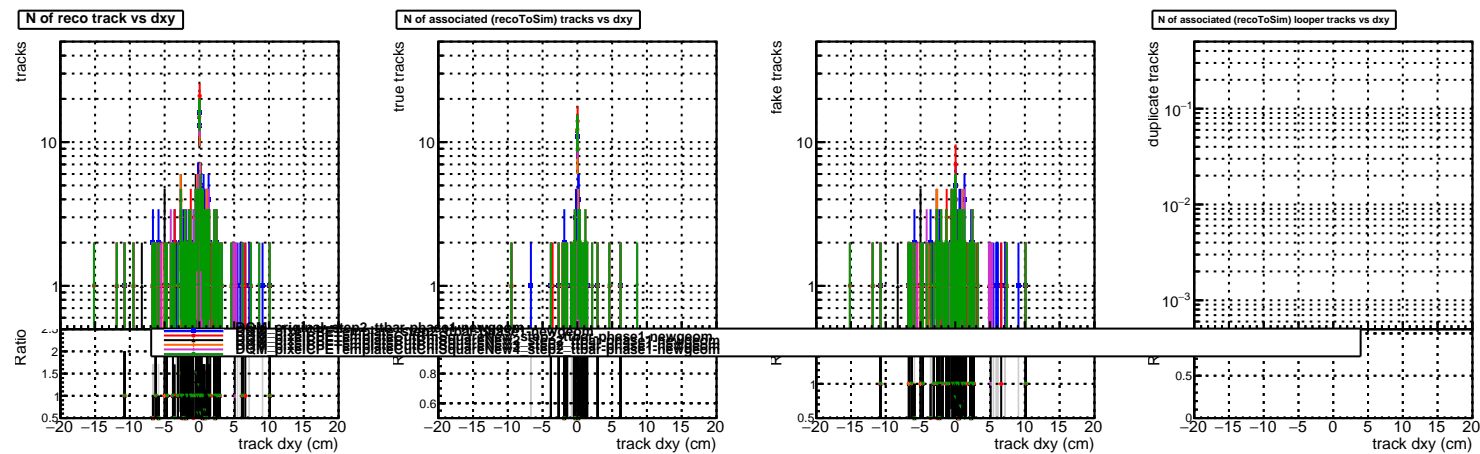 N of reco track vs dxy
N of associated (recoToSim) tracks vs dxy
N of associated (recoToSim) looper tracks vs dxy
tracks
10
1
true tracks
10
1
fake tracks
10
1
duplicate tracks
10⁻¹
10⁻²
10⁻³
DQM_pixelCPETemplateCutChiSquareNew4_step2_ttbar-phase1-newgeom
Ratio
2.5
2
1.5
1
0.5
0.8
0.6
1
0.5
0.5
0
−20 −15 −10 −5 0 5 10 15 20
−20 −15 −10 −5 0 5 10 15 20
−20 −15 −10 −5 0 5 10 15 20
−20 −15 −10 −5 0 5 10 15 20
track dxy (cm)
track dxy (cm)
track dxy (cm)
track dxy (cm)